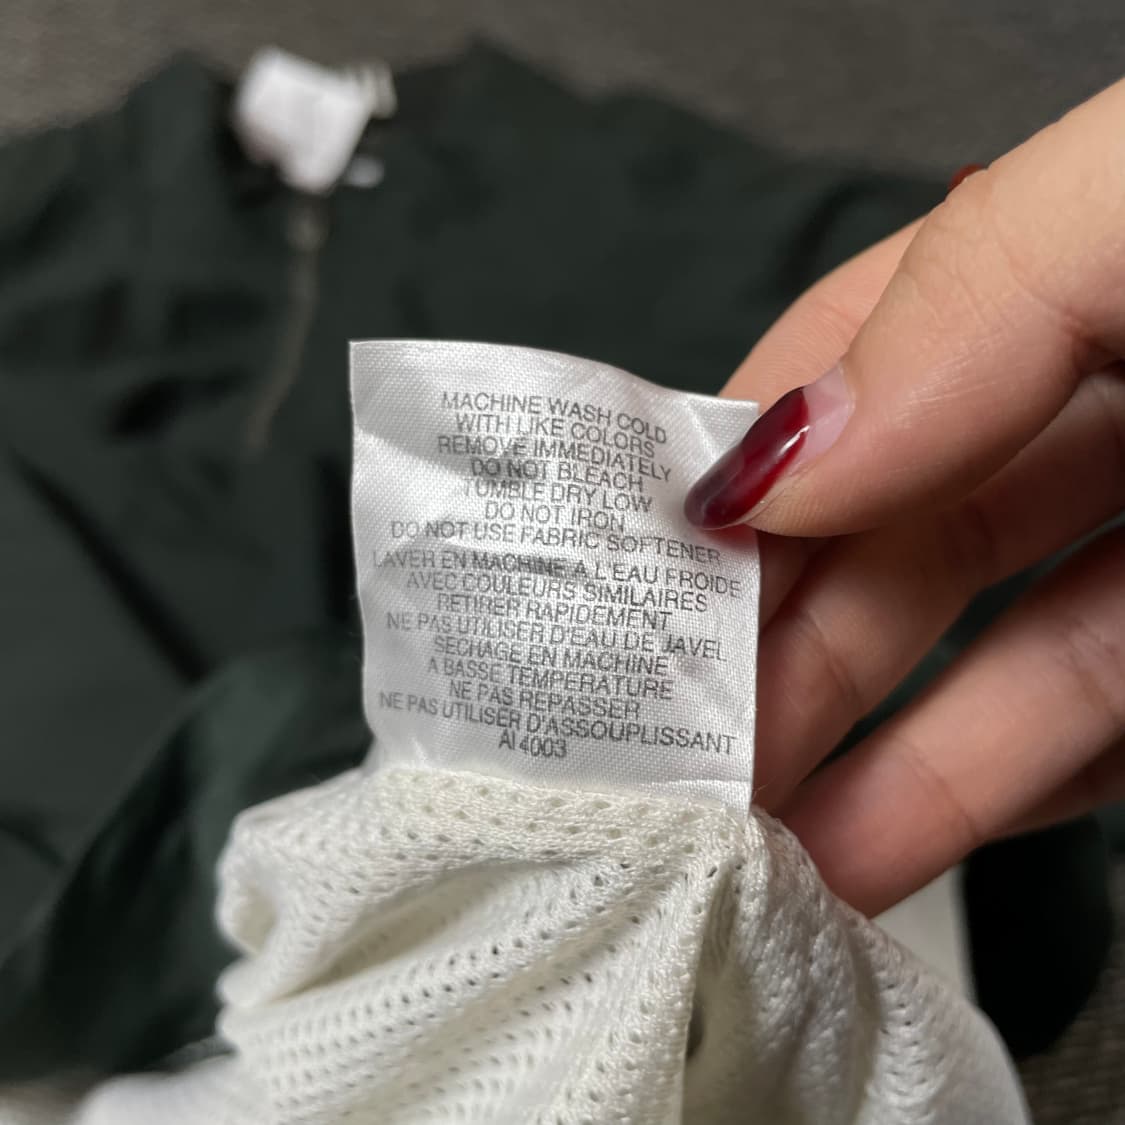 MACHINE WASH COLD
WITH LIKE COLORS
REMOVE IMMEDIATELY
DO NOT BLEACH
TUMBLE DRY LOW
DO NOT IRON
DO NOT USE FABRIC SOFTENER
LAVER EN MACHINE A L'EAU FROIDE
AVEC COULEURS SIMILAIRES
RETIRER RAPIDEMENT
NE PAS UTILISER D'EAU DE JAVEL
SECHAGE EN MACHINE
A BASSE TEMPERATURE
NE PAS REPASSER
NE PAS UTILISER D'ASSOUPLISSANT
AI 4003